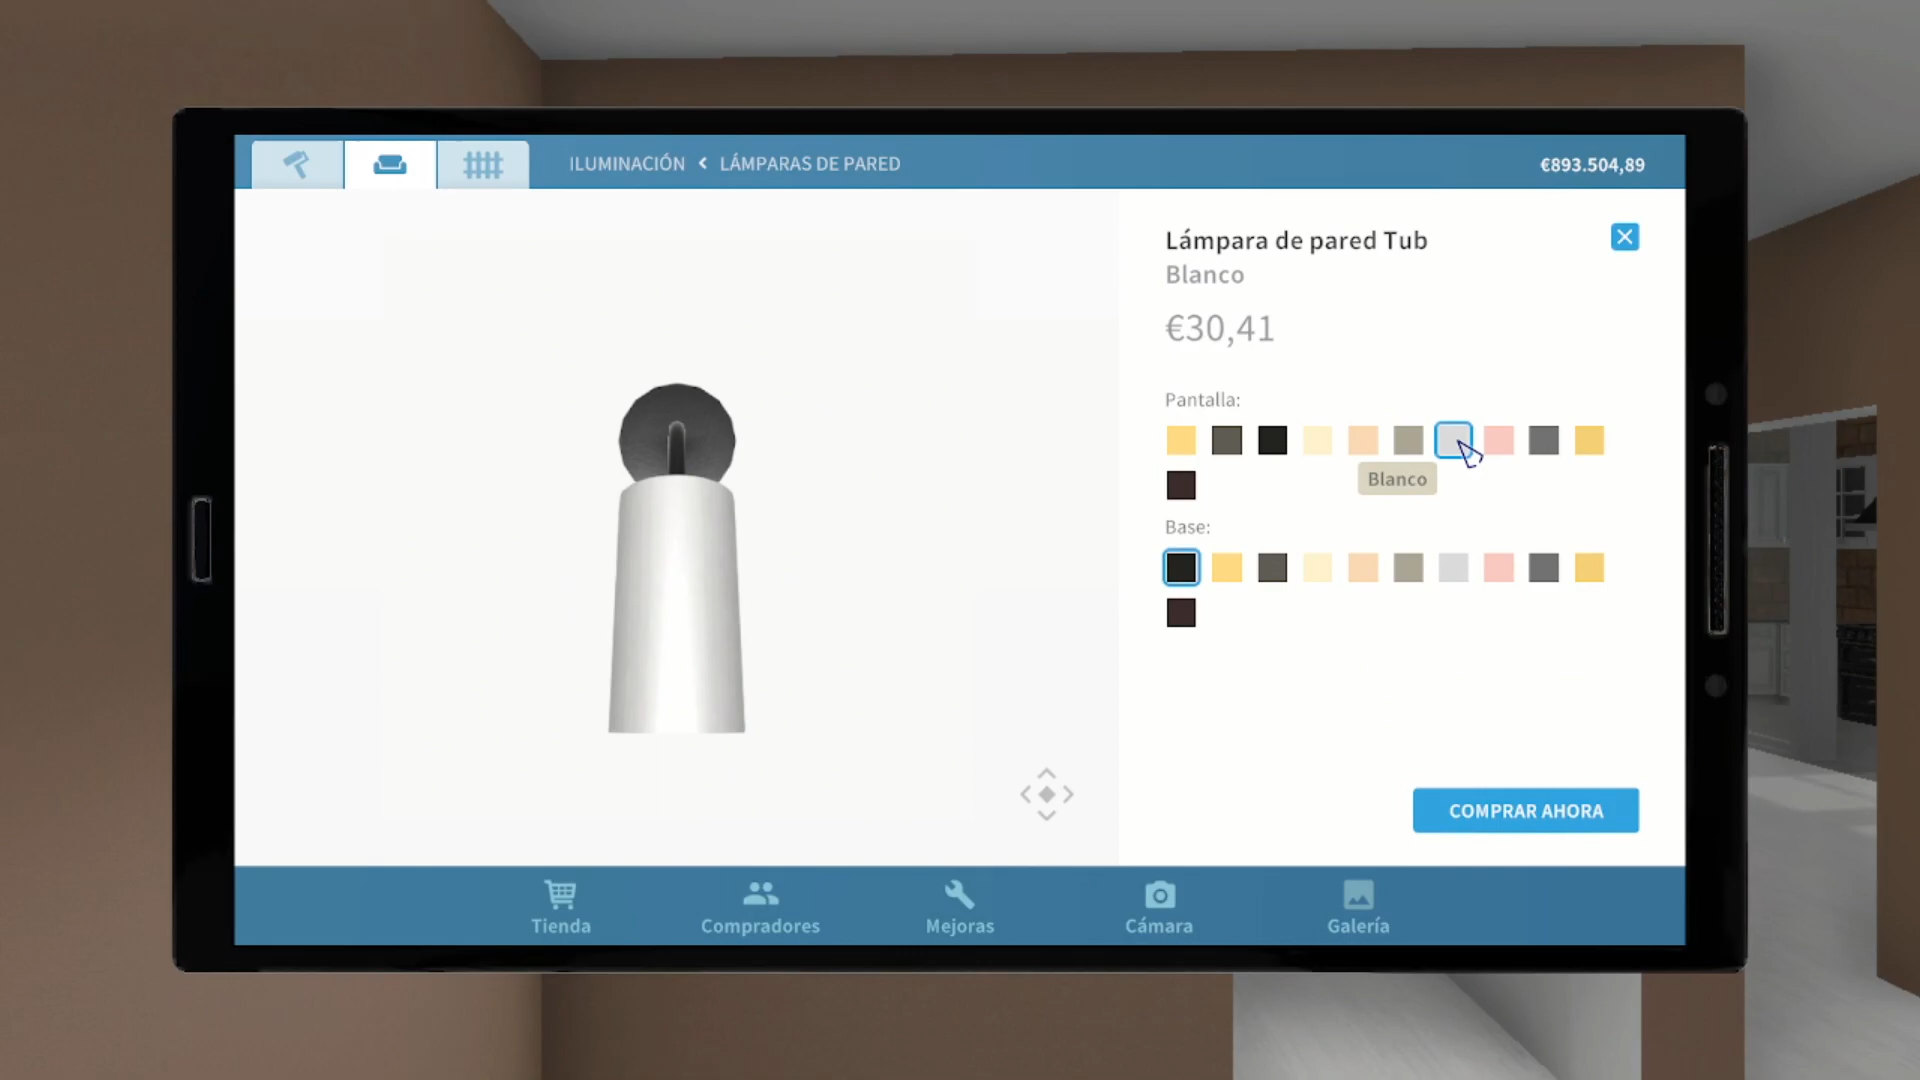 ILUMINACIÓN < LÁMPARAS DE PARED
€893.504,89
Lámpara de pared Tub
Blanco
€30,41
Pantalla:
Blanco
Base:
COMPRAR AHORA
Tienda
Compradores
Mejoras
Cámara
Galería